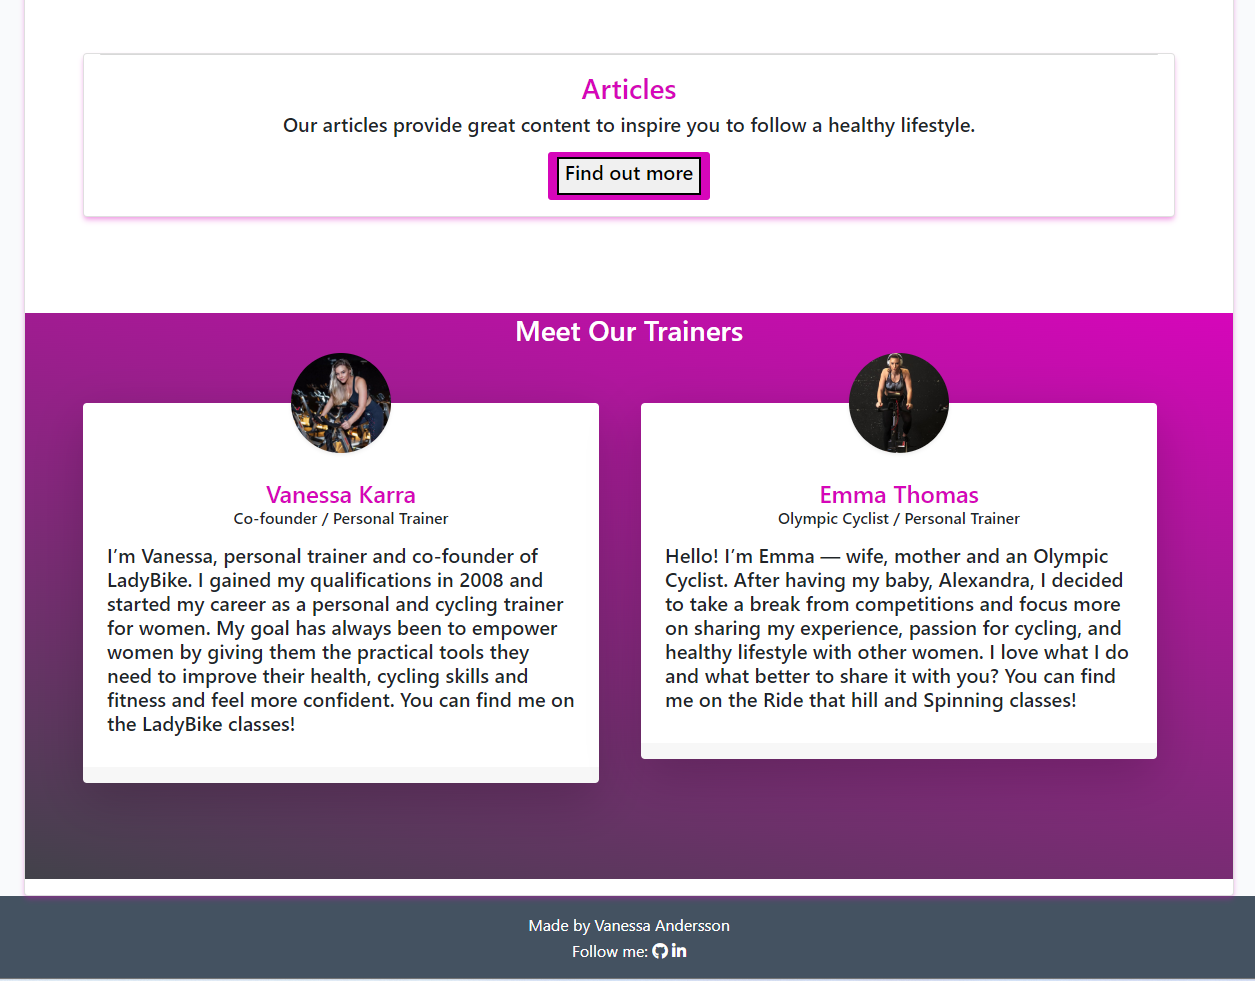 Articles
Our articles provide great content to inspire you to follow a healthy lifestyle.
Find out more
Meet Our Trainers
Vanessa Karra
Co-founder / Personal Trainer
I’m Vanessa, personal trainer and co-founder of
LadyBike. I gained my qualifications in 2008 and
started my career as a personal and cycling trainer
for women. My goal has always been to empower
women by giving them the practical tools they
need to improve their health, cycling skills and
fitness and feel more confident. You can find me on
the LadyBike classes!
Emma Thomas
Olympic Cyclist / Personal Trainer
Hello! I’m Emma — wife, mother and an Olympic
Cyclist. After having my baby, Alexandra, I decided
to take a break from competitions and focus more
on sharing my experience, passion for cycling, and
healthy lifestyle with other women. I love what I do
and what better to share it with you? You can find
me on the Ride that hill and Spinning classes!
Made by Vanessa Andersson
Follow me: in